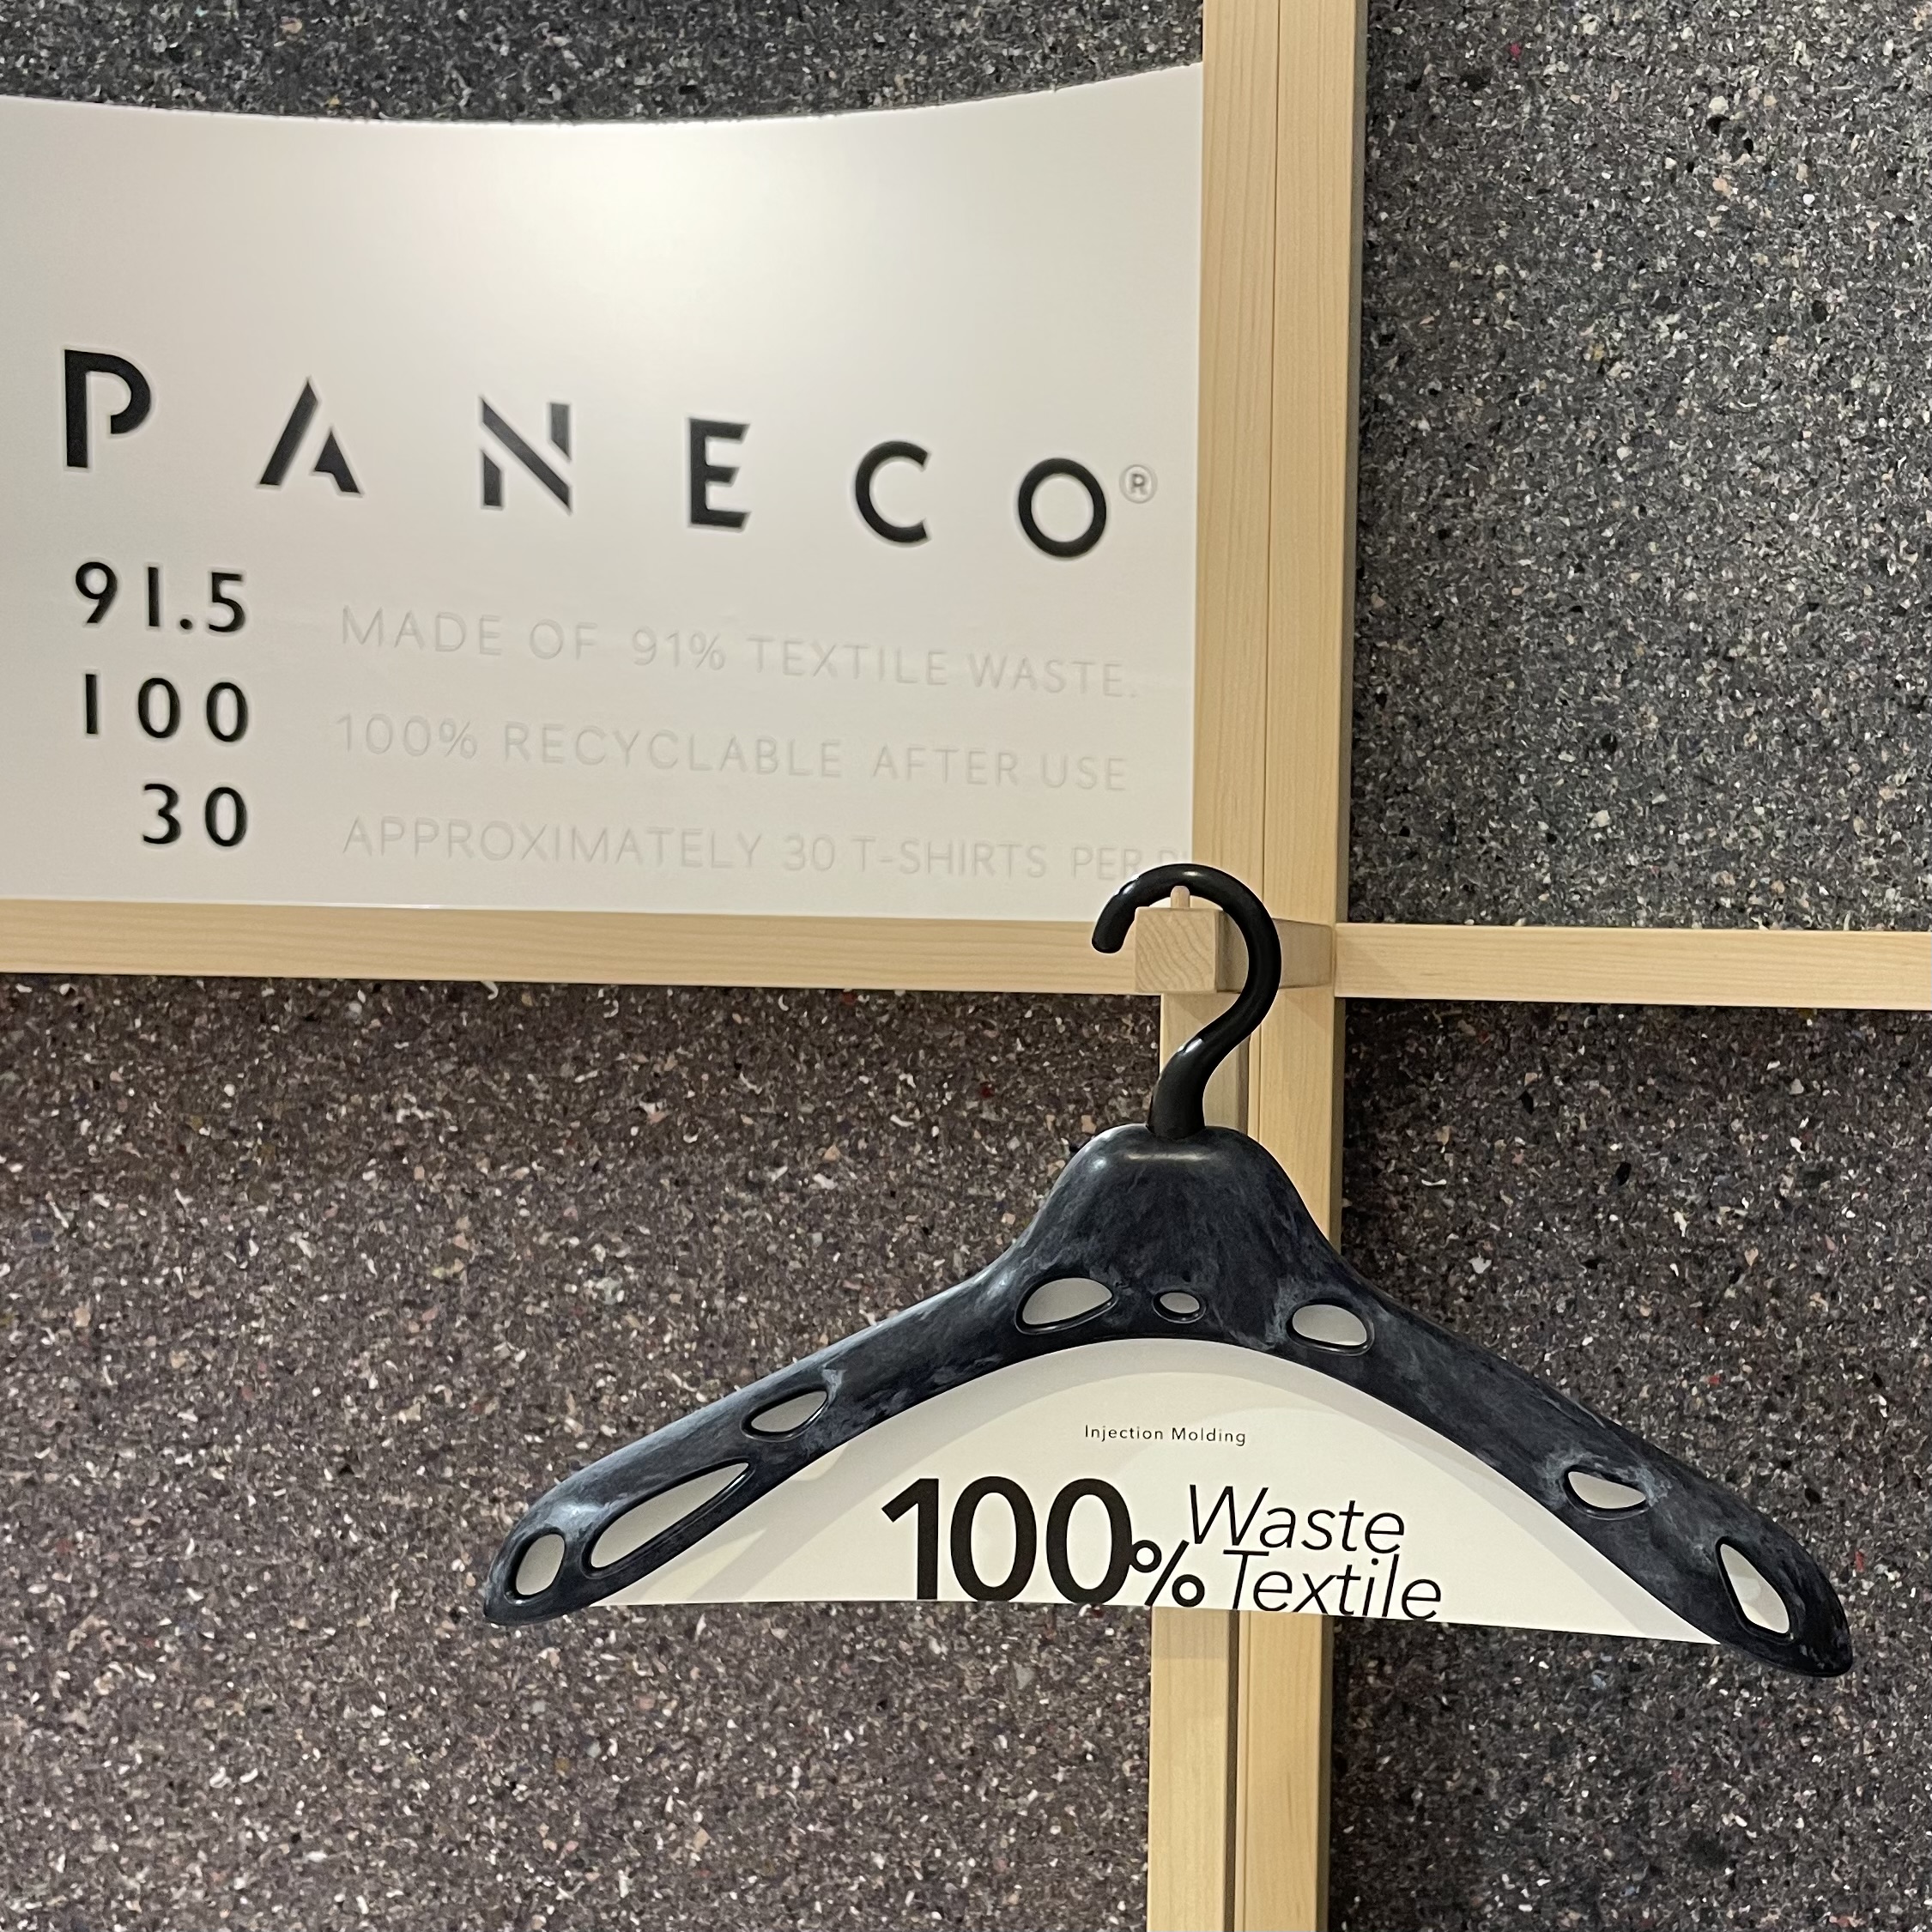 PANECO®
91.5 MADE OF 91% TEXTILE WASTE.
100 100% RECYCLABLE AFTER USE
30 APPROXIMATELY 30 T-SHIRTS PER
Injection Molding
100% Waste
Textile